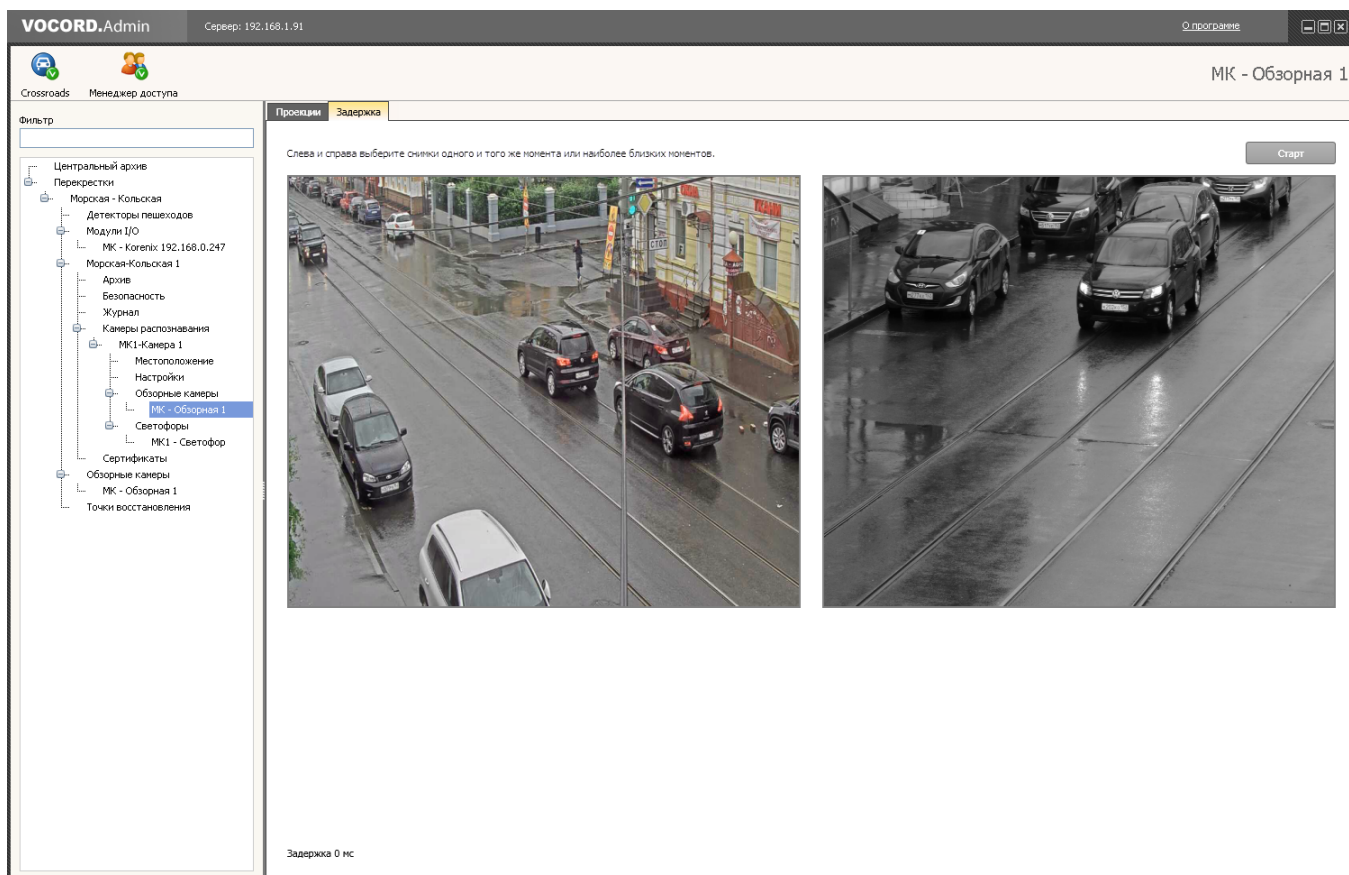 VOCORD.Admin
Сервер: 192.168.1.91
О программе
Crossroads
Менеджер доступа
МК - Обзорная 1
Фильтр
Проекции
Задержка
Центральный архив
Перекрестки
Морская - Кольская
Детекторы пешеходов
Модули I/O
МК - Korenix 192.168.0.247
Морская-Кольская 1
Архив
Безопасность
Журнал
Камеры распознавания
МК1-Камера 1
Местоположение
Настройки
Обзорные камеры
МК - Обзорная 1
Светофоры
МК1 - Светофор
Сертификаты
Обзорные камеры
МК - Обзорная 1
Точки восстановления
Слева и справа выберите снимки одного и того же момента или наиболее близких моментов.
Старт
СТОП
Задержка 0 мс